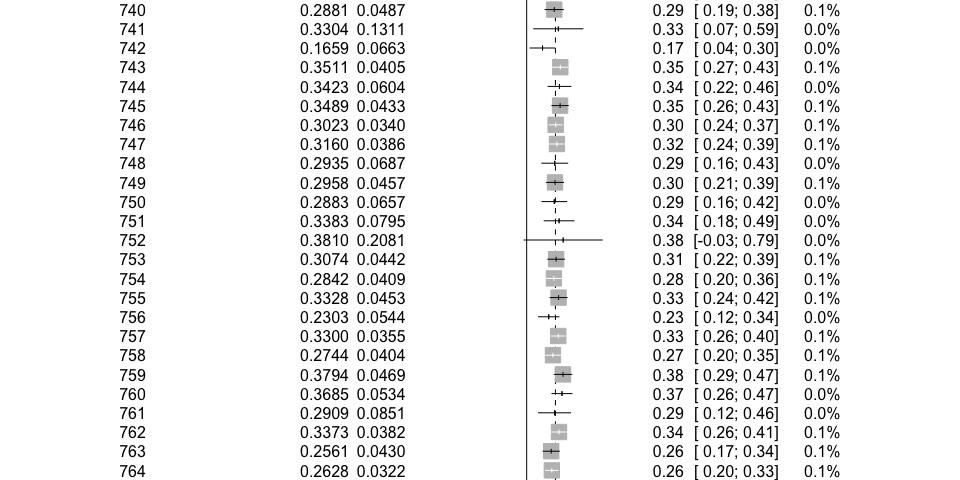 740 0.2881 0.0487 0.29 [ 0.19; 0.38] 0.1%
741 0.3304 0.1311 0.33 [ 0.07; 0.59] 0.0%
742 0.1659 0.0663 0.17 [ 0.04; 0.30] 0.0%
743 0.3511 0.0405 0.35 [ 0.27; 0.43] 0.1%
744 0.3423 0.0604 0.34 [ 0.22; 0.46] 0.0%
745 0.3489 0.0433 0.35 [ 0.26; 0.43] 0.1%
746 0.3023 0.0340 0.30 [ 0.24; 0.37] 0.1%
747 0.3160 0.0386 0.32 [ 0.24; 0.39] 0.1%
748 0.2935 0.0687 0.29 [ 0.16; 0.43] 0.0%
749 0.2958 0.0457 0.30 [ 0.21; 0.39] 0.1%
750 0.2883 0.0657 0.29 [ 0.16; 0.42] 0.0%
751 0.3383 0.0795 0.34 [ 0.18; 0.49] 0.0%
752 0.3810 0.2081 0.38 [-0.03; 0.79] 0.0%
753 0.3074 0.0442 0.31 [ 0.22; 0.39] 0.1%
754 0.2842 0.0409 0.28 [ 0.20; 0.36] 0.1%
755 0.3328 0.0453 0.33 [ 0.24; 0.42] 0.1%
756 0.2303 0.0544 0.23 [ 0.12; 0.34] 0.0%
757 0.3300 0.0355 0.33 [ 0.26; 0.40] 0.1%
758 0.2744 0.0404 0.27 [ 0.20; 0.35] 0.1%
759 0.3794 0.0469 0.38 [ 0.29; 0.47] 0.1%
760 0.3685 0.0534 0.37 [ 0.26; 0.47] 0.0%
761 0.2909 0.0851 0.29 [ 0.12; 0.46] 0.0%
762 0.3373 0.0382 0.34 [ 0.26; 0.41] 0.1%
763 0.2561 0.0430 0.26 [ 0.17; 0.34] 0.1%
764 0.2628 0.0322 0.26 [ 0.20; 0.33] 0.1%